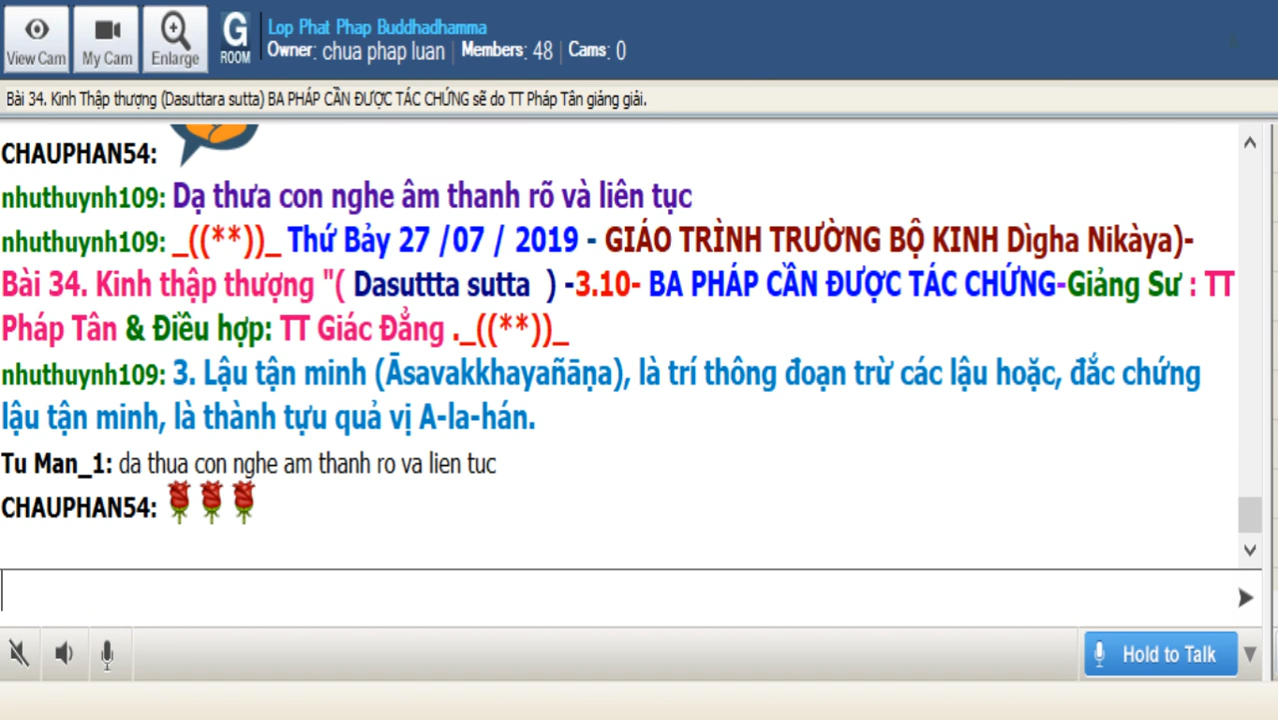 Lop Phat Phap Buddhadhamma
View Cam My Cam Enlarge G ROOM Owner: chua phap luan | Members: 48 | Cams: 0
Bài 34. Kinh Thập thượng (Dasuttara sutta) BA PHÁP CẦN ĐƯỢC TÁC CHỨNG sẽ do TT Pháp Tân giảng giải.
CHAUPHAN54:
nhuthuynh109: Dạ thưa con nghe âm thanh rõ và liên tục
nhuthuynh109: _((**))_ Thứ Bảy 27 /07 / 2019 - GIÁO TRÌNH TRƯỜNG BỘ KINH Dìgha Nikàya)-
Bài 34. Kinh thập thượng "( Dasuttta sutta ) -3.10- BA PHÁP CẦN ĐƯỢC TÁC CHỨNG-Giảng Sư : TT
Pháp Tân & Điều hợp: TT Giác Đẳng ._((**))_
nhuthuynh109: 3. Lậu tận minh (Āsavakkhayañāṇa), là trí thông đoạn trừ các lậu hoặc, đắc chứng
lậu tận minh, là thành tựu quả vị A-la-hán.
Tu Man_1: da thua con nghe am thanh ro va lien tuc
CHAUPHAN54:
Hold to Talk